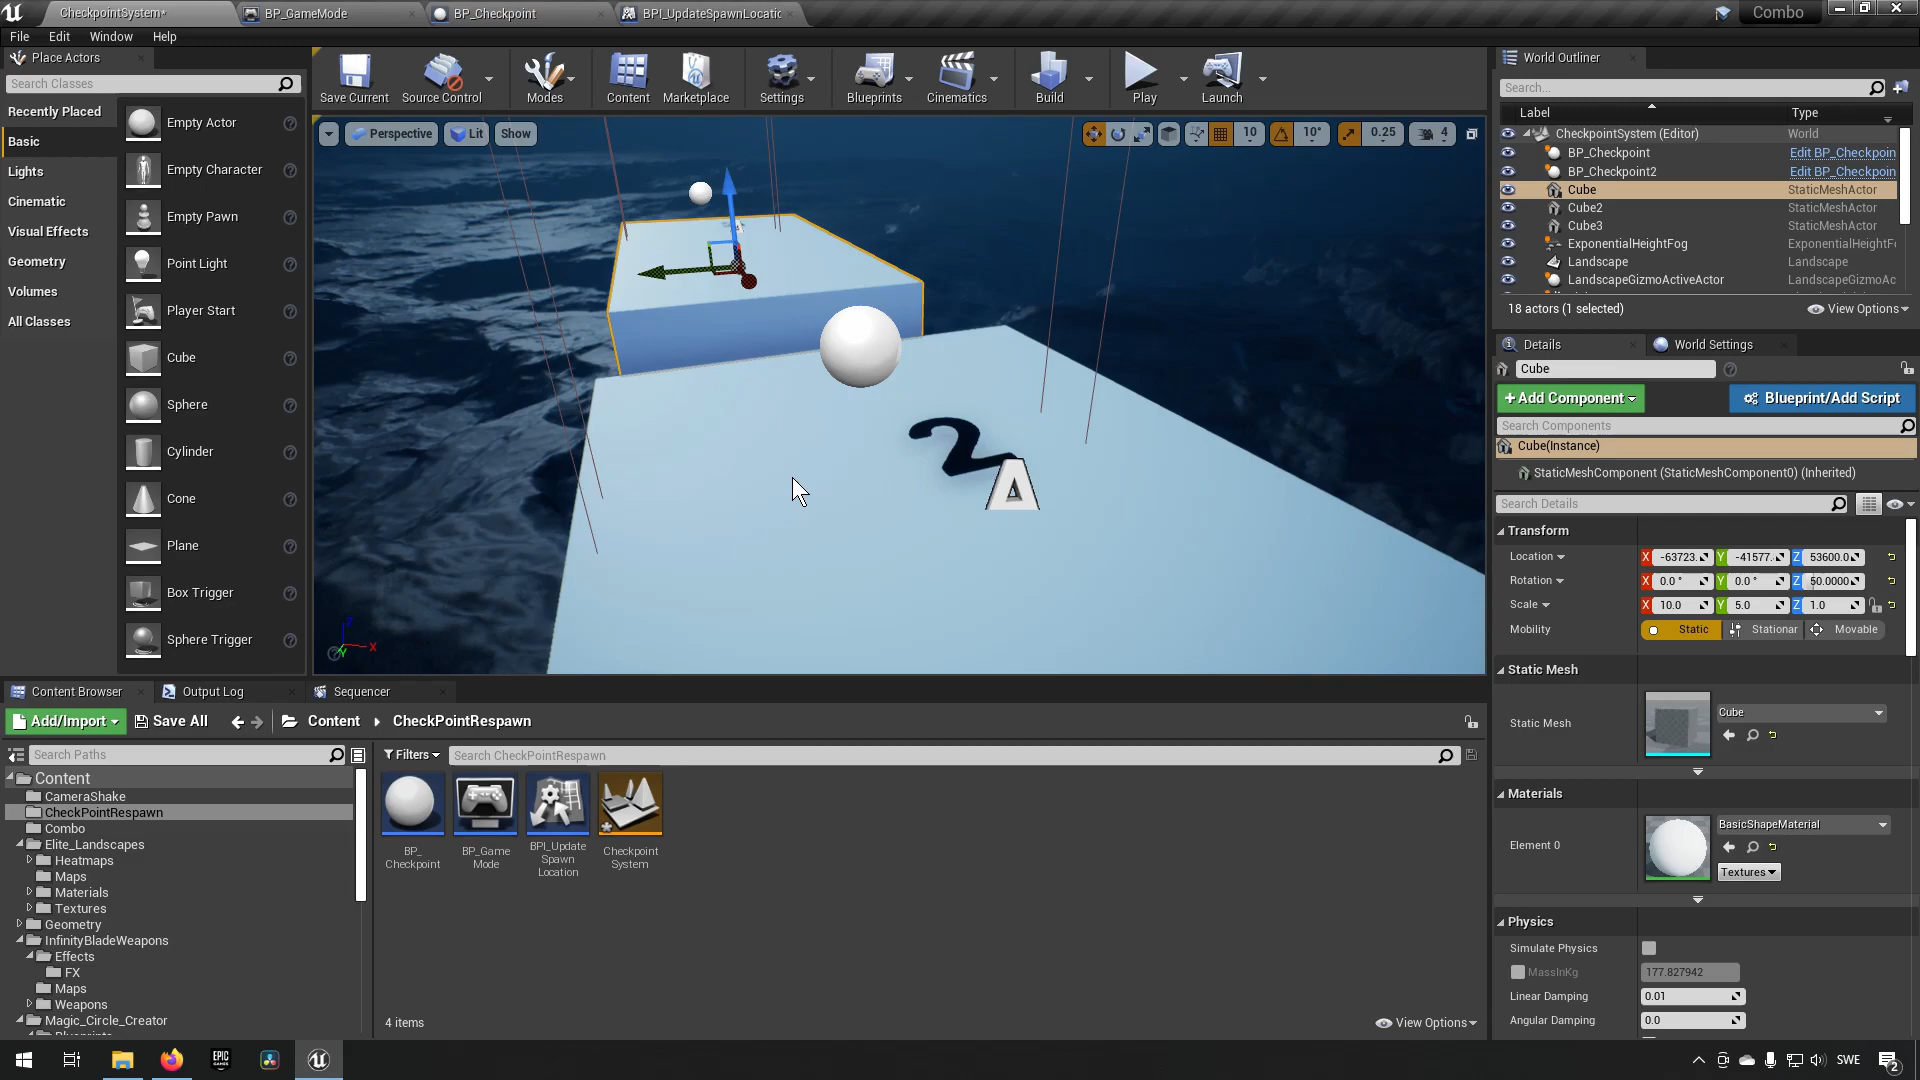 CheckpointSystem*
BP_GameMode
BP_Checkpoint
BPI_UpdateSpawnLocatic
Combo
File
Edit
Window
Help
Place Actors
Search Classes
Recently Placed
Basic
Lights
Cinematic
Visual Effects
Geometry
Volumes
All Classes
Empty Actor
Empty Character
Empty Pawn
Point Light
Player Start
Cube
Sphere
Cylinder
Cone
Plane
Box Trigger
Sphere Trigger
Save Current
Source Control
Modes
Content
Marketplace
Settings
Blueprints
Cinematics
Build
Play
Launch
Perspective
Lit
Show
10
10°
0.25
4
2
A
Z
X
Y
World Outliner
Search...
Label
Type
CheckpointSystem (Editor)
World
BP_Checkpoint
Edit BP_Checkpoin
BP_Checkpoint2
Edit BP_Checkpoin
Cube
StaticMeshActor
Cube2
StaticMeshActor
Cube3
StaticMeshActor
ExponentialHeightFog
ExponentialHeightFo
Landscape
Landscape
LandscapeGizmoActiveActor
LandscapeGizmoAc
18 actors (1 selected)
View Options
Details
World Settings
Cube
+Add Component
Blueprint/Add Script
Search Components
Cube(Instance)
StaticMeshComponent (StaticMeshComponent0) (Inherited)
Search Details
Transform
Location
X -63723.
Y -41577.
Z 53600.0
Rotation
X 0.0 °
Y 0.0 °
Z 50.0000
Scale
X 10.0
Y 5.0
Z 1.0
Mobility
Static
Stationar
Movable
Static Mesh
Static Mesh
Cube
Materials
Element 0
BasicShapeMaterial
Textures
Physics
Simulate Physics
MassInKg
177.827942
Linear Damping
0.01
Angular Damping
0.0
Content Browser
Output Log
Sequencer
Add/Import
Save All
Content
CheckPointRespawn
Search Paths
Filters
Search CheckPointRespawn
Content
CameraShake
CheckPointRespawn
Combo
Elite_Landscapes
Heatmaps
Maps
Materials
Textures
Geometry
InfinityBladeWeapons
Effects
FX
Maps
Weapons
Magic_Circle_Creator
BP_
Checkpoint
BP_Game
Mode
BPI_Update
Spawn
Location
Checkpoint
System
4 items
View Options
EPIC
GAMES
SWE
2